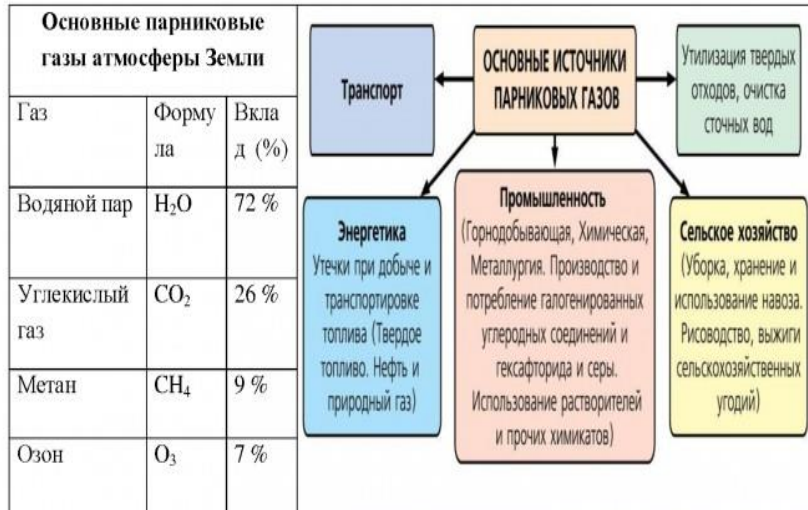 Основные парниковые
газы атмосферы Земли
Газ
Форму
ла
Вкла
д (%)
Водяной пар
H₂O
72 %
Углекислый
газ
CO₂
26 %
Метан
CH₄
9 %
Озон
O₃
7 %
Транспорт
ОСНОВНЫЕ ИСТОЧНИКИ
ПАРНИКОВЫХ ГАЗОВ
Утилизация твердых
отходов, очистка
сточных вод
Энергетика
Утечки при добыче и
транспортировке
топлива (Твердое
топливо. Нефть и
природный газ)
Промышленность
(Горнодобывающая, Химическая,
Металлургия. Производство и
потребление галогенированных
углеродных соединений и
гексафторида и серы.
Использование растворителей
и прочих химикатов)
Сельское хозяйство
(Уборка, хранение и
использование навоза.
Рисоводство, выжиги
сельскохозяйственных
угодий)